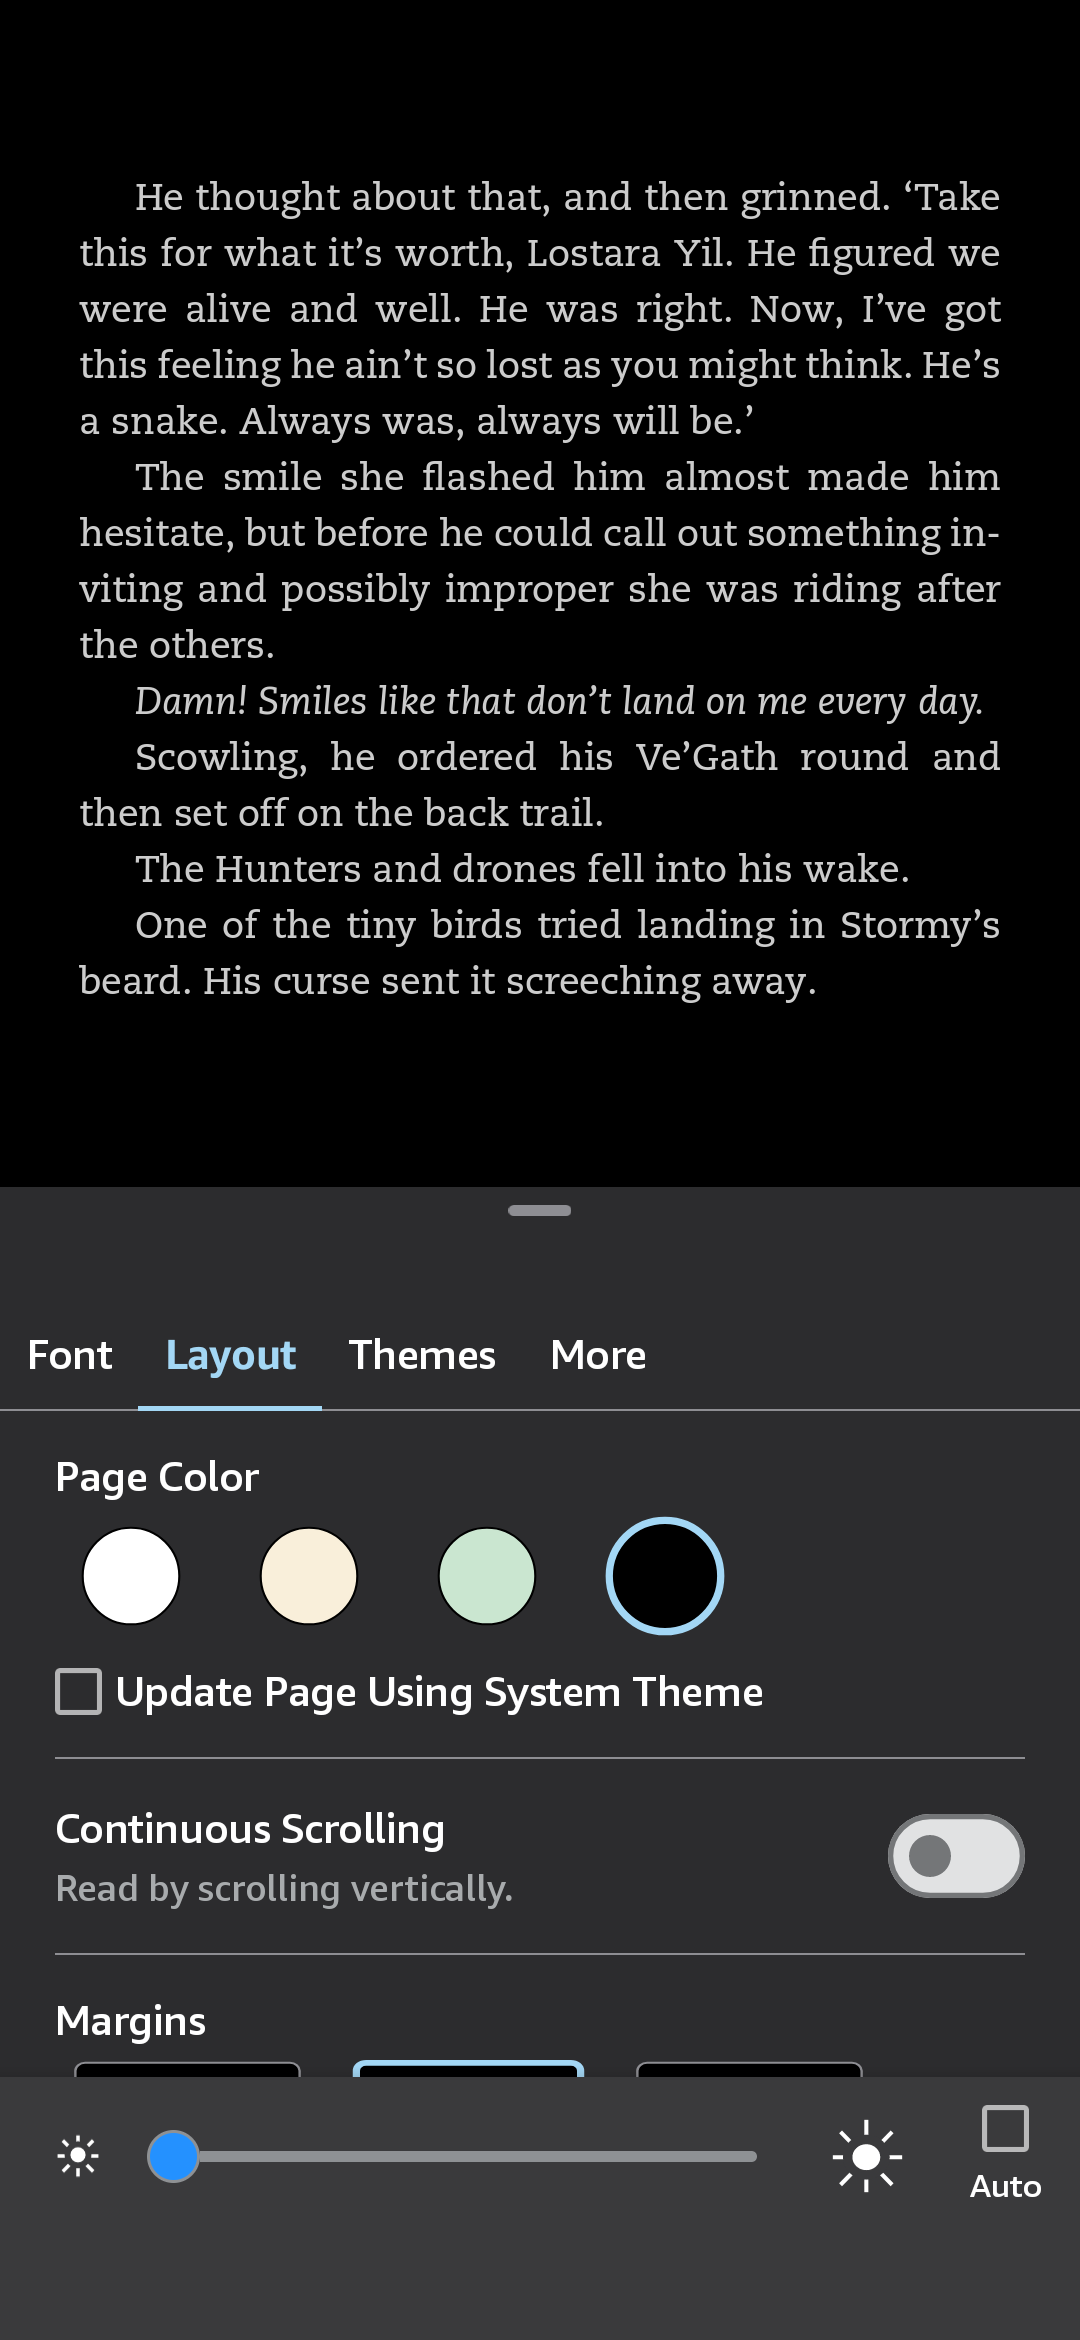 He thought about that, and then grinned. ‘Take
this for what it’s worth, Lostara Yil. He figured we
were alive and well. He was right. Now, I’ve got
this feeling he ain’t so lost as you might think. He’s
a snake. Always was, always will be.’
The smile she flashed him almost made him
hesitate, but before he could call out something in-
viting and possibly improper she was riding after
the others.
Damn! Smiles like that don’t land on me every day.
Scowling, he ordered his Ve’Gath round and
then set off on the back trail.
The Hunters and drones fell into his wake.
One of the tiny birds tried landing in Stormy’s
beard. His curse sent it screeching away.
Font Layout Themes More
Page Color
Update Page Using System Theme
Continuous Scrolling
Read by scrolling vertically.
Margins
Auto